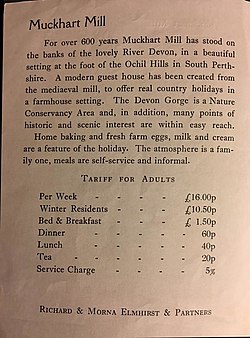 Muckhart Mill
For over 600 years Muckhart Mill has stood on
the banks of the lovely River Devon, in a beautiful
setting at the foot of the Ochil Hills in South Perth-
shire. A modern guest house has been created from
the mediaeval mill, to offer real country holidays in
a farmhouse setting. The Devon Gorge is a Nature
Conservancy Area and, in addition, many points of
historic and scenic interest are within easy reach.
Home baking and fresh farm eggs, milk and cream
are a feature of the holiday. The atmosphere is a fam-
ily one, meals are self-service and informal.
TARIFF FOR ADULTS
Per Week - - - - £16.00p
Winter Residents - - - £10.50p
Bed & Breakfast - - - £ 1.50p
Dinner - - - - 60p
Lunch - - - - 40p
Tea - - - - 20p
Service Charge - - - 5%
RICHARD & MORNA ELMHIRST & PARTNERS